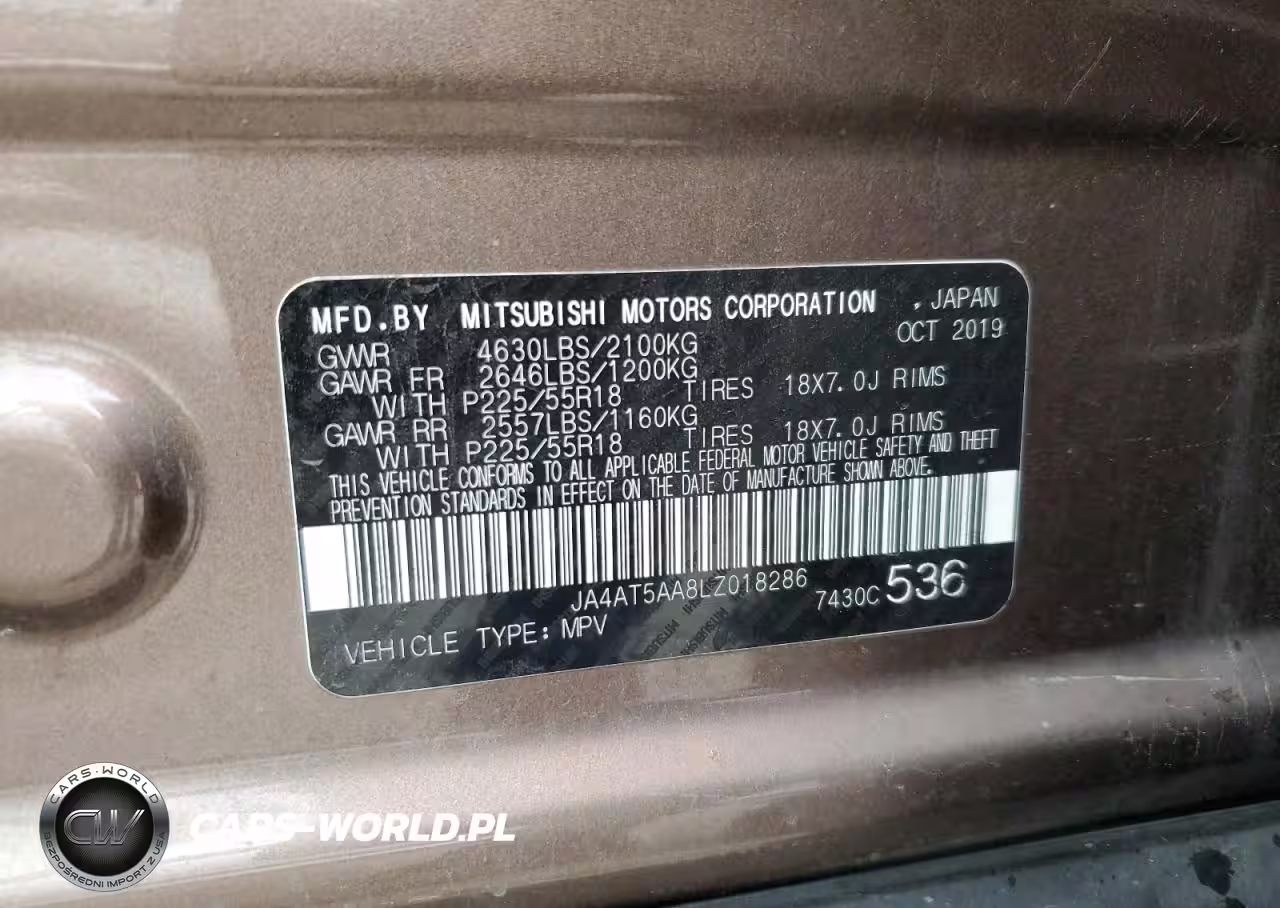 MFD.BY MITSUBISHI MOTORS CORPORATION , JAPAN
OCT 2019
GVWR 4630LBS/2100KG
GAWR FR 2646LBS/1200KG
WITH P225/55R18 TIRES 18X7.0J RIMS
GAWR RR 2557LBS/1160KG
WITH P225/55R18 TIRES 18X7.0J RIMS
THIS VEHICLE CONFORMS TO ALL APPLICABLE FEDERAL MOTOR VEHICLE SAFETY AND THEFT
PREVENTION STANDARDS IN EFFECT ON THE DATE OF MANUFACTURE SHOWN ABOVE.
JA4AT5AA8LZ018286 7430C 536
VEHICLE TYPE: MPV
CARS-WORLD
CW
BEZPOŚREDNI IMPORT Z USA
CARS-WORLD.PL